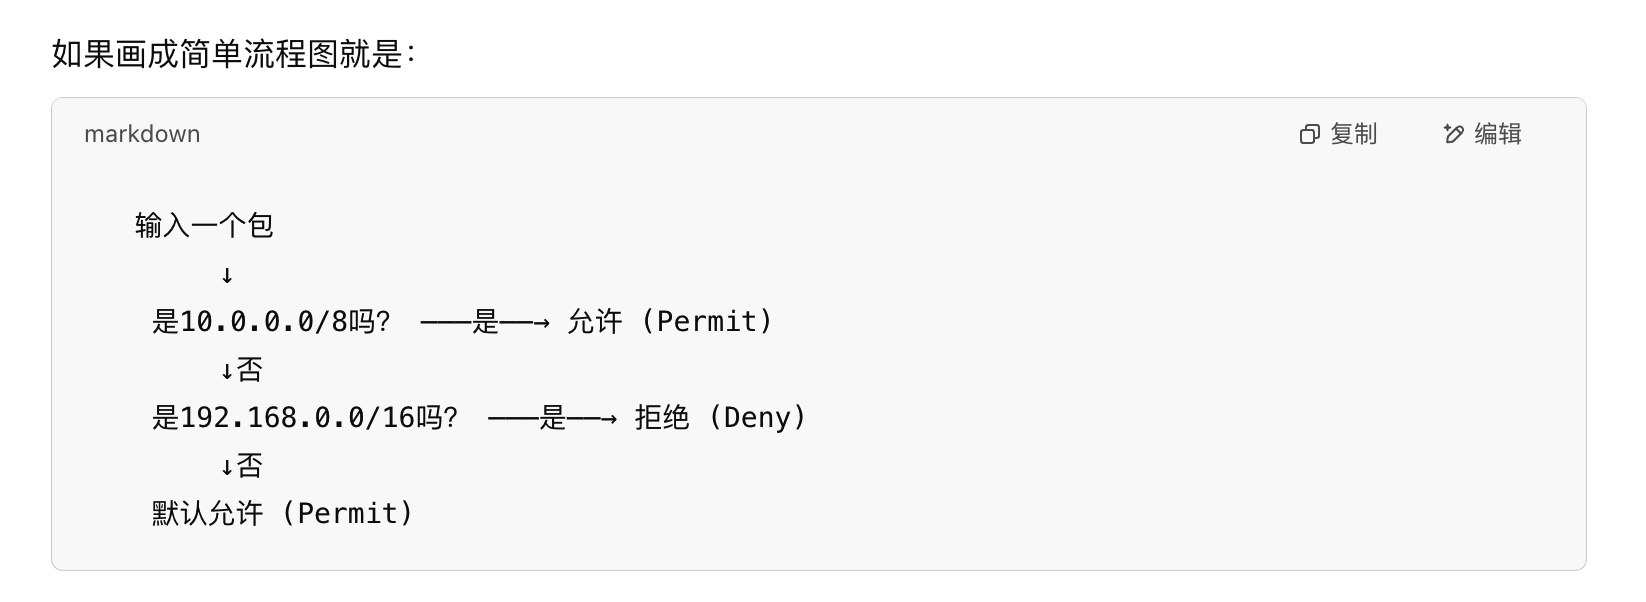 如果画成简单流程图就是：
markdown
复制
编辑
输入一个包
↓
是10.0.0.0/8吗？ ———是——→ 允许 (Permit)
↓否
是192.168.0.0/16吗？ ———是——→ 拒绝 (Deny)
↓否
默认允许 (Permit)